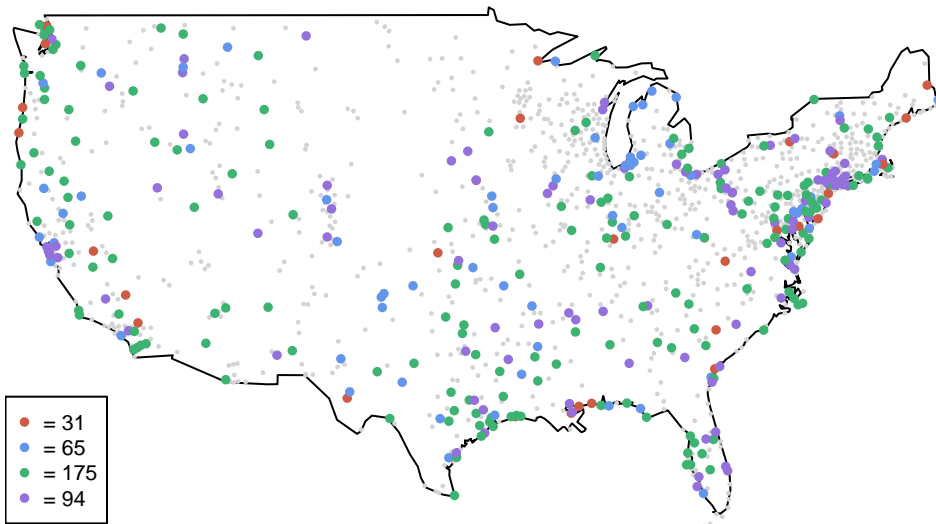 = 31
= 65
= 175
= 94